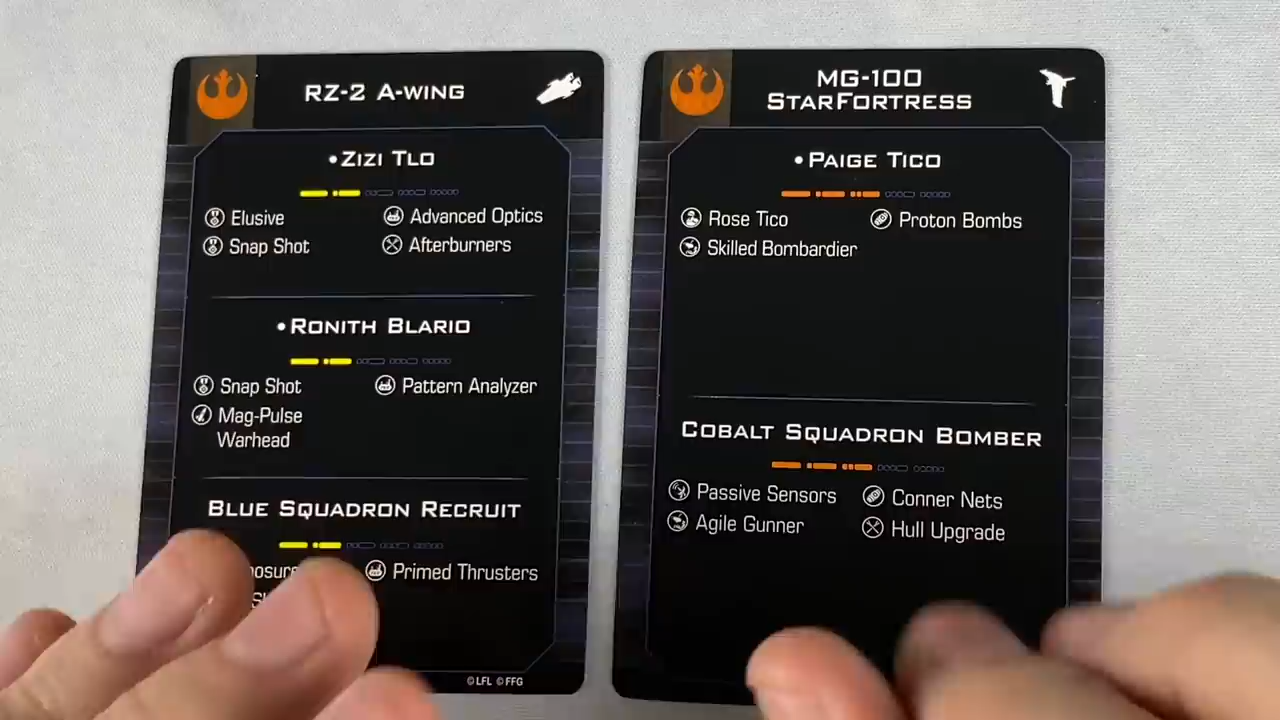 RZ-2 A-wing
•Zizi Tlo
Elusive
Advanced Optics
Snap Shot
Afterburners
•Ronith Blario
Snap Shot
Pattern Analyzer
Mag-Pulse
Warhead
Blue Squadron Recruit
Primed Thrusters
© LFL © FFG
MG-100
StarFortress
•Paige Tico
Rose Tico
Proton Bombs
Skilled Bombardier
Cobalt Squadron Bomber
Passive Sensors
Conner Nets
Agile Gunner
Hull Upgrade